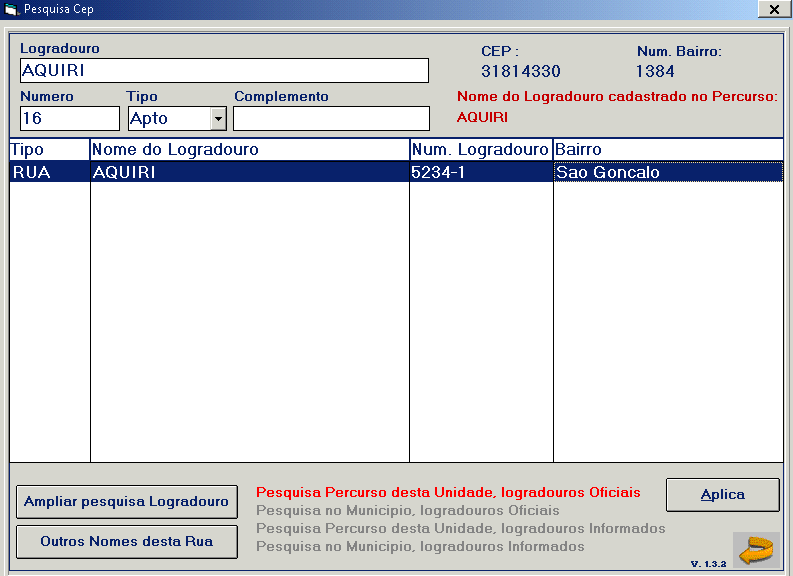 Pesquisa Cep
Logradouro
CEP :
Num. Bairro:
AQUIRI
31814330
1384
Numero
Tipo
Complemento
Nome do Logradouro cadastrado no Percurso:
16
Apto
AQUIRI
Tipo
Nome do Logradouro
Num. Logradouro
Bairro
RUA
AQUIRI
5234-1
Sao Goncalo
Ampliar pesquisa Logradouro
Outros Nomes desta Rua
Pesquisa Percurso desta Unidade, logradouros Oficiais
Pesquisa no Municipio, logradouros Oficiais
Pesquisa Percurso desta Unidade, logradouros Informados
Pesquisa no Municipio, logradouros Informados
Aplica
V. 1.3.2